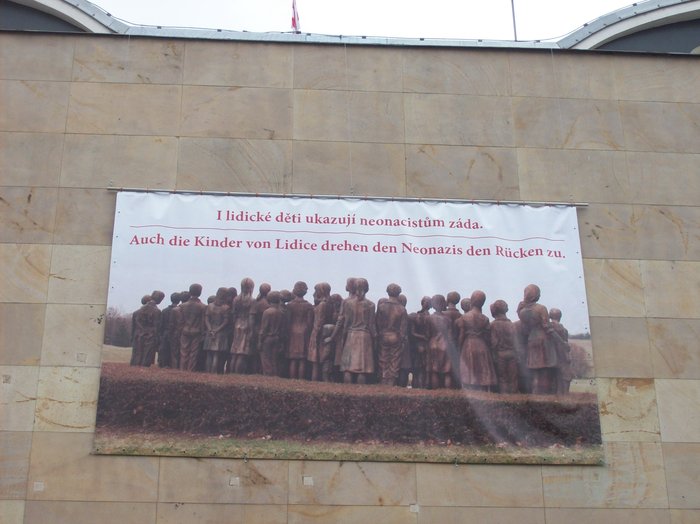 I lidické děti ukazují neonacistům záda.
Auch die Kinder von Lidice drehen den Neonazis den Rücken zu.